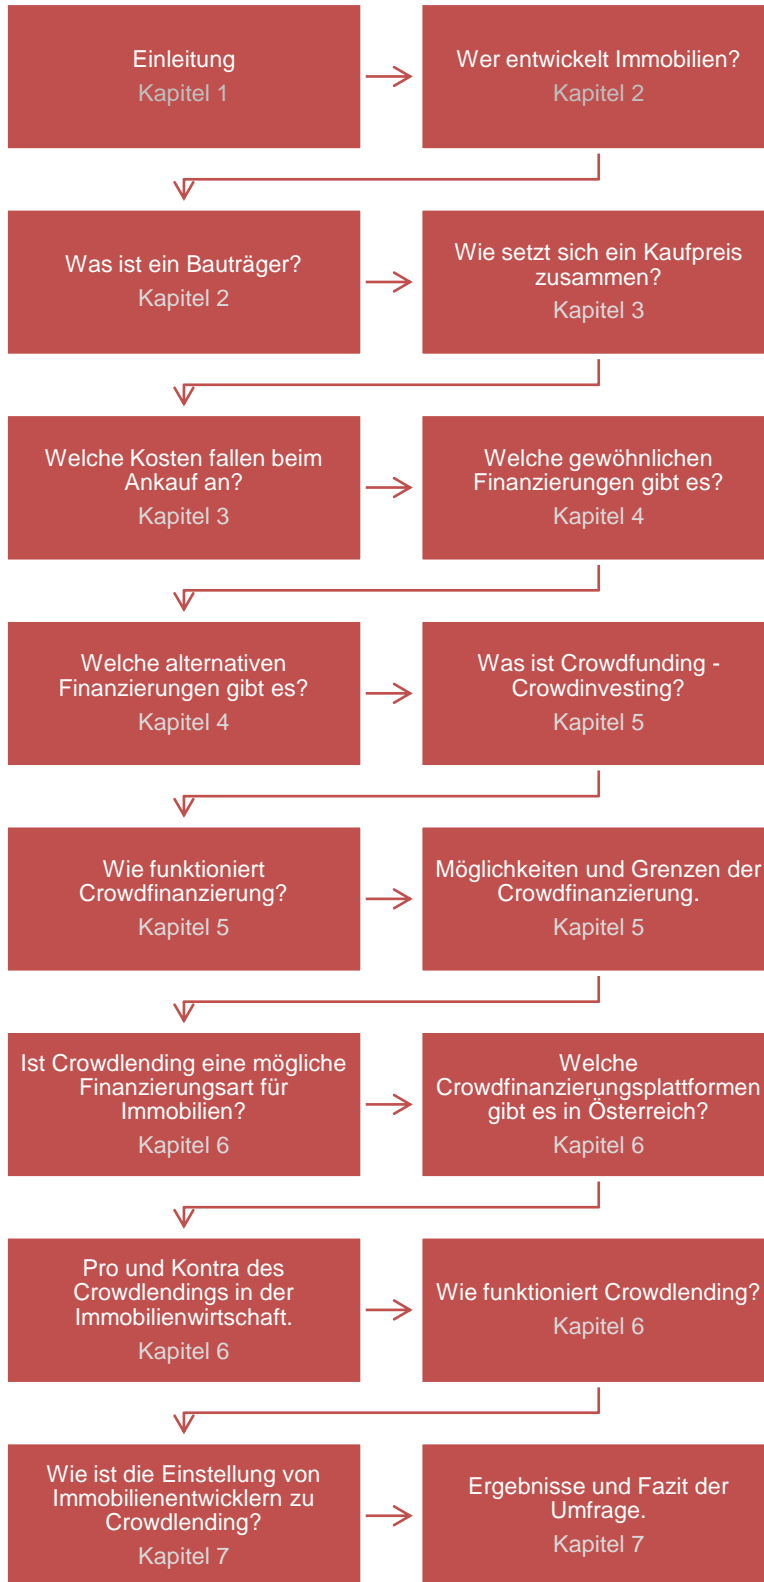 Einleitung
Kapitel 1
Wer entwickelt Immobilien?
Kapitel 2
Was ist ein Bauträger?
Kapitel 2
Wie setzt sich ein Kaufpreis
zusammen?
Kapitel 3
Welche Kosten fallen beim
Ankauf an?
Kapitel 3
Welche gewöhnlichen
Finanzierungen gibt es?
Kapitel 4
Welche alternativen
Finanzierungen gibt es?
Kapitel 4
Was ist Crowdfunding -
Crowdinvesting?
Kapitel 5
Wie funktioniert
Crowdfinanzierung?
Kapitel 5
Möglichkeiten und Grenzen der
Crowdfinanzierung.
Kapitel 5
Ist Crowdlending eine mögliche
Finanzierungsart für
Immobilien?
Kapitel 6
Welche
Crowdfinanzierungsplattformen
gibt es in Österreich?
Kapitel 6
Pro und Kontra des
Crowdlendings in der
Immobilienwirtschaft.
Kapitel 6
Wie funktioniert Crowdlending?
Kapitel 6
Wie ist die Einstellung von
Immobilienentwicklern zu
Crowdlending?
Kapitel 7
Ergebnisse und Fazit der
Umfrage.
Kapitel 7